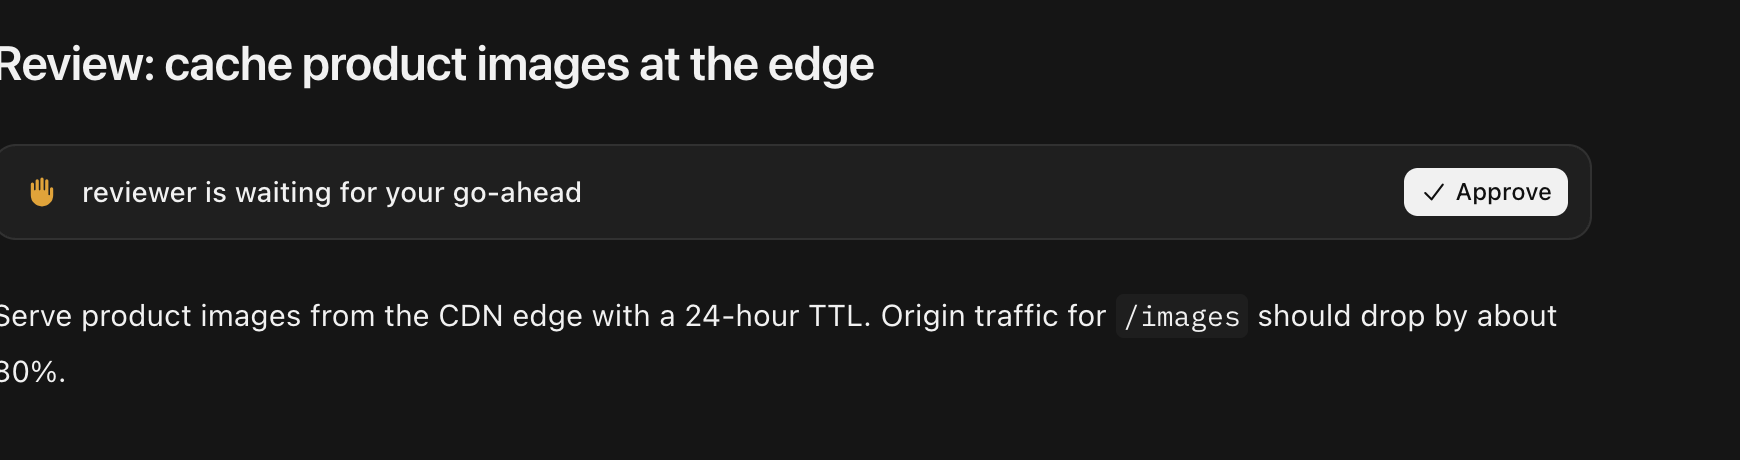 Review: cache product images at the edge
reviewer is waiting for your go-ahead
Approve
Serve product images from the CDN edge with a 24-hour TTL. Origin traffic for /images should drop by about